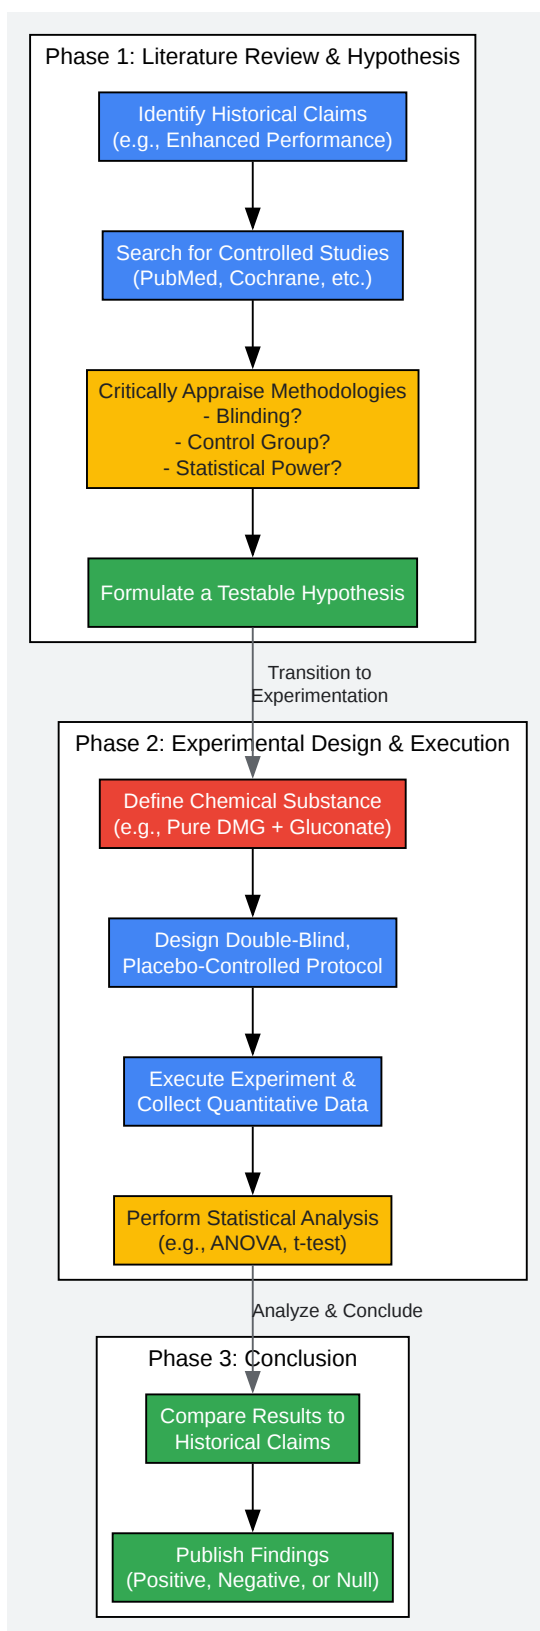 Phase 1: Literature Review & Hypothesis
Identify Historical Claims
(e.g., Enhanced Performance)
Search for Controlled Studies
(PubMed, Cochrane, etc.)
Critically Appraise Methodologies
- Blinding?
- Control Group?
- Statistical Power?
Formulate a Testable Hypothesis
Transition to
Experimentation
Phase 2: Experimental Design & Execution
Define Chemical Substance
(e.g., Pure DMG + Gluconate)
Design Double-Blind,
Placebo-Controlled Protocol
Execute Experiment &
Collect Quantitative Data
Perform Statistical Analysis
(e.g., ANOVA, t-test)
Analyze & Conclude
Phase 3: Conclusion
Compare Results to
Historical Claims
Publish Findings
(Positive, Negative, or Null)